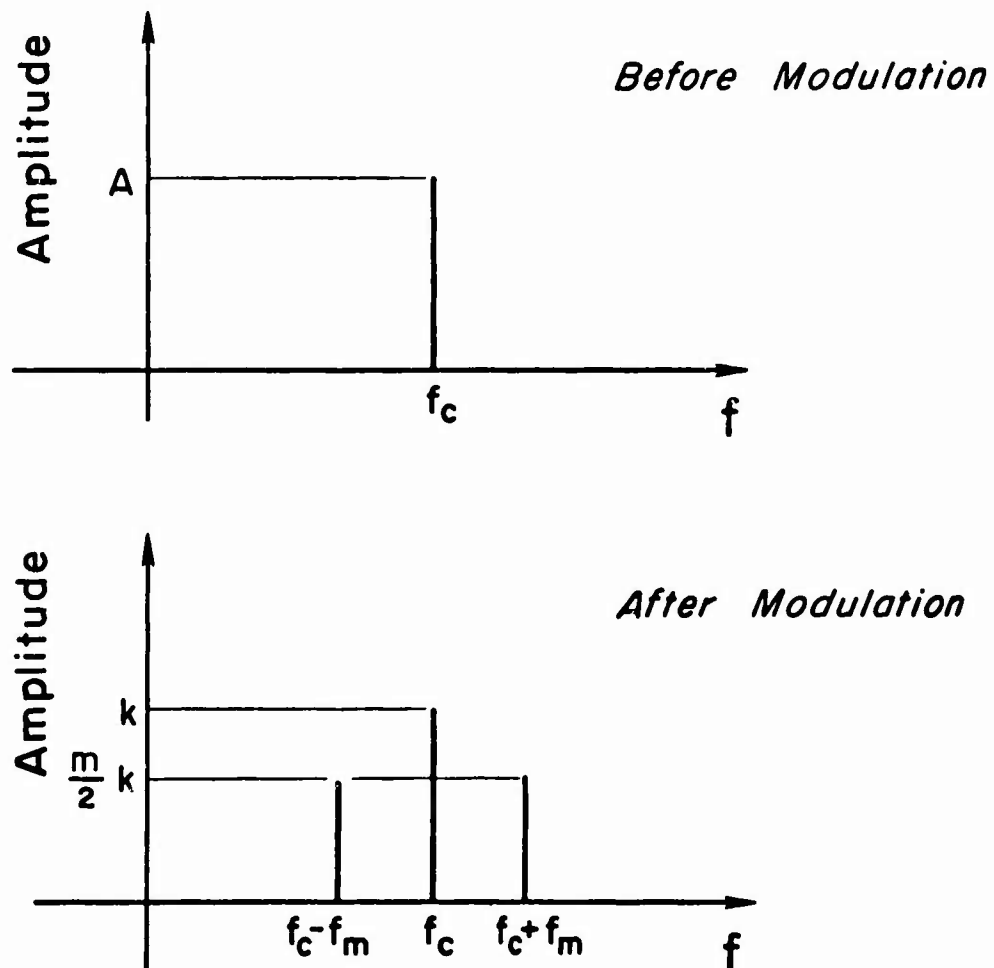 Amplitude
Before Modulation
A
f_c
f
Amplitude
After Modulation
k
m/2 k
f_c-f_m f_c f_c+f_m
f